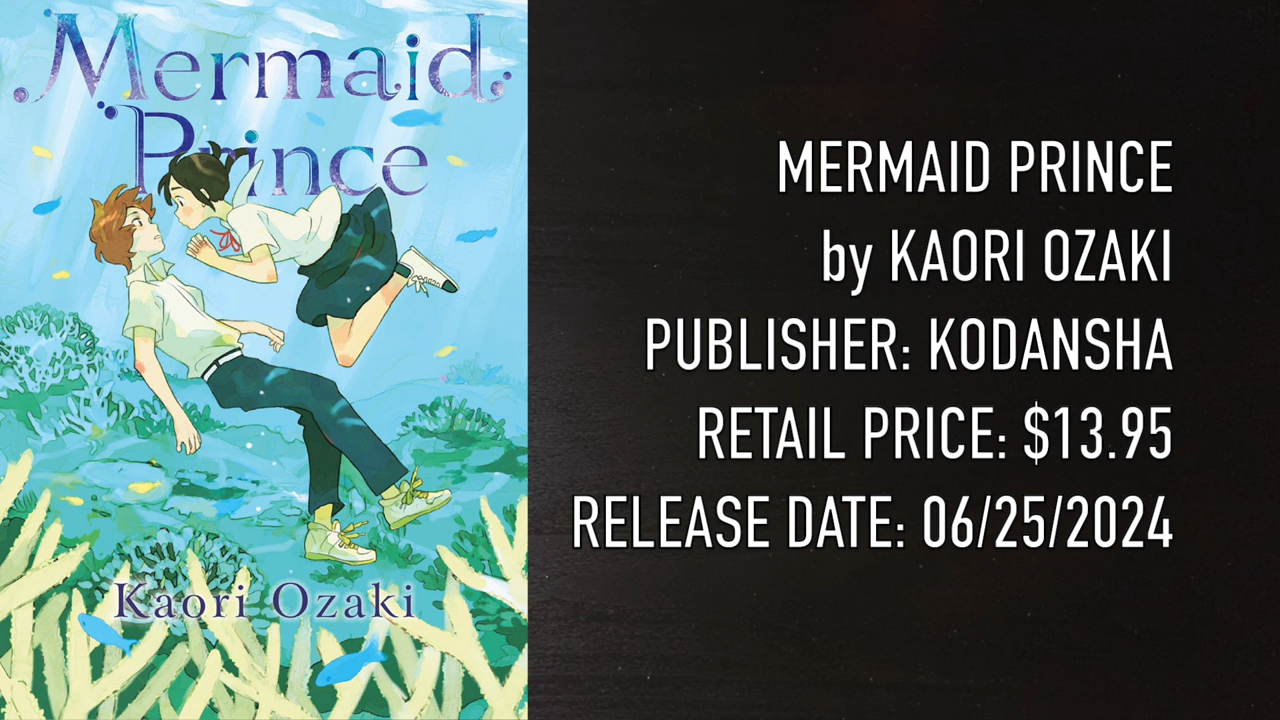 Mermaid
Prince
Kaori Ozaki
MERMAID PRINCE
by KAORI OZAKI
PUBLISHER: KODANSHA
RETAIL PRICE: $13.95
RELEASE DATE: 06/25/2024